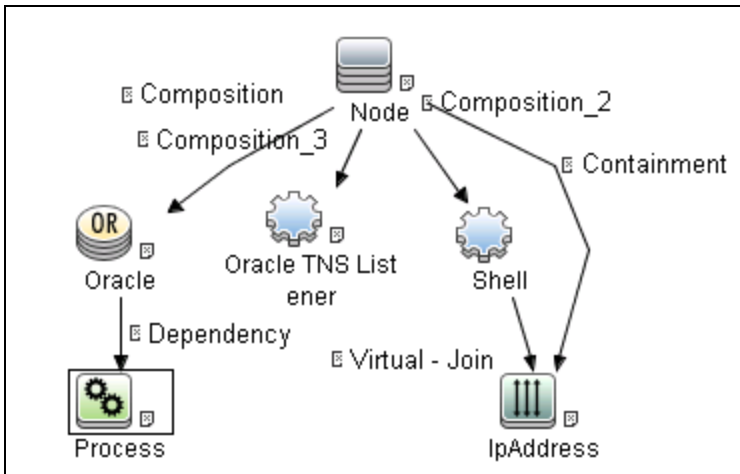 Composition
Node
Composition_2
Composition_3
Containment
OR
Oracle
Oracle TNS List
ener
Shell
Dependency
Virtual - Join
Process
IpAddress